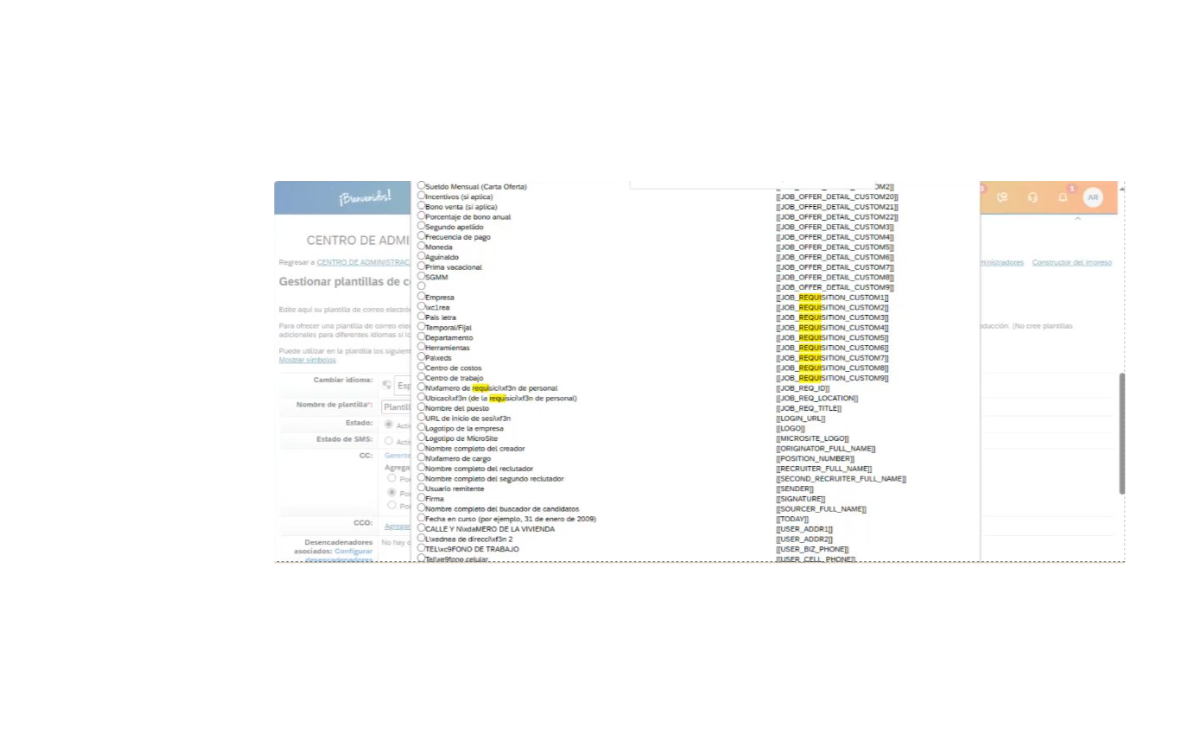 ¡Bienvenidos!
1
AR
CENTRO DE ADMI
Regresar a CENTRO DE ADMINISTRAC
ministradores Constructor del impreso
Gestionar plantillas de c
Edite aquí su plantilla de correo electrón
Para ofrecer una plantilla de correo elec
adicionales para diferentes idiomas si lo
aducción. (No cree plantillas
Puede utilizar en la plantilla los siguient
Mostrar símbolos
Cambiar idioma: Esp
Nombre de plantilla*: Plantill
Estado: Acti
Estado de SMS: Acti
CC: Gerente
Agrega
Po
Po
Po
CCO: Agregar
Desencadenadores No hay d
asociados: Configurar
desencadenadores
Sueldo Mensual (Carta Oferta) OM2]]
Incentivos (si aplica) [[JOB_OFFER_DETAIL_CUSTOM20]]
Bono venta (si aplica) [[JOB_OFFER_DETAIL_CUSTOM21]]
Porcentaje de bono anual [[JOB_OFFER_DETAIL_CUSTOM22]]
Segundo apellido [[JOB_OFFER_DETAIL_CUSTOM3]]
Frecuencia de pago [[JOB_OFFER_DETAIL_CUSTOM4]]
Moneda [[JOB_OFFER_DETAIL_CUSTOM5]]
Aguinaldo [[JOB_OFFER_DETAIL_CUSTOM6]]
Prima vacacional [[JOB_OFFER_DETAIL_CUSTOM7]]
SGMM [[JOB_OFFER_DETAIL_CUSTOM8]]
[[JOB_OFFER_DETAIL_CUSTOM9]]
Empresa [[JOB_REQUISITION_CUSTOM1]]
\xc1rea [[JOB_REQUISITION_CUSTOM2]]
País letra [[JOB_REQUISITION_CUSTOM3]]
Temporal/Fijal [[JOB_REQUISITION_CUSTOM4]]
Departamento [[JOB_REQUISITION_CUSTOM5]]
Herramientas [[JOB_REQUISITION_CUSTOM6]]
Pa\xeds [[JOB_REQUISITION_CUSTOM7]]
Centro de costos [[JOB_REQUISITION_CUSTOM8]]
Centro de trabajo [[JOB_REQUISITION_CUSTOM9]]
N\xfamero de requisici\xf3n de personal [[JOB_REQ_ID]]
Ubicaci\xf3n (de la requisici\xf3n de personal) [[JOB_REQ_LOCATION]]
Nombre del puesto [[JOB_REQ_TITLE]]
URL de inicio de sesi\xf3n [[LOGIN_URL]]
Logotipo de la empresa [[LOGO]]
Logotipo de MicroSite [[MICROSITE_LOGO]]
Nombre completo del creador [[ORIGINATOR_FULL_NAME]]
N\xfamero de cargo [[POSITION_NUMBER]]
Nombre completo del reclutador [[RECRUITER_FULL_NAME]]
Nombre completo del segundo reclutador [[SECOND_RECRUITER_FULL_NAME]]
Usuario remitente [[SENDER]]
Firma [[SIGNATURE]]
Nombre completo del buscador de candidatos [[SOURCER_FULL_NAME]]
Fecha en curso (por ejemplo, 31 de enero de 2009) [[TODAY]]
CALLE Y N\xdaMERO DE LA VIVIENDA [[USER_ADDR1]]
L\xednea de direcci\xf3n 2 [[USER_ADDR2]]
TEL\xc9FONO DE TRABAJO [[USER_BIZ_PHONE]]
Tel\xe9fono celular [[USER_CELL_PHONE]]